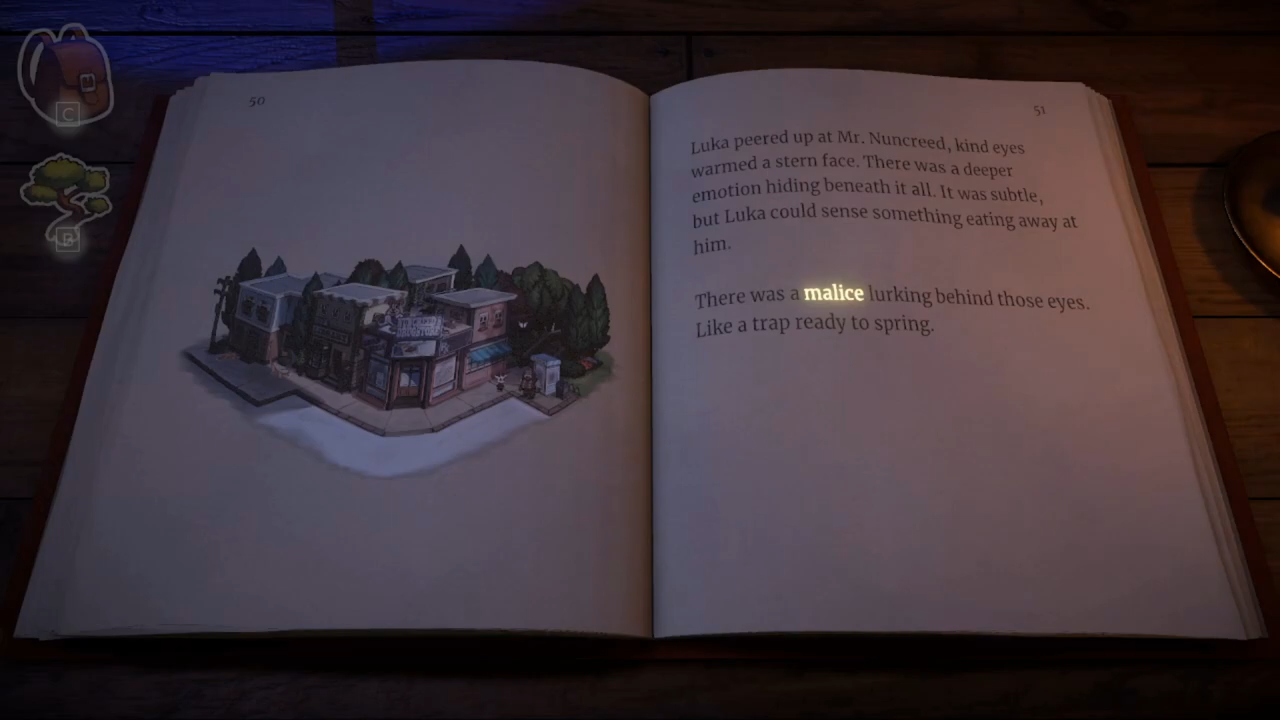 C
B
50
51
Luka peered up at Mr. Nuncreed, kind eyes
warmed a stern face. There was a deeper
emotion hiding beneath it all. It was subtle,
but Luka could sense something eating away at
him.
There was a malice lurking behind those eyes.
Like a trap ready to spring.